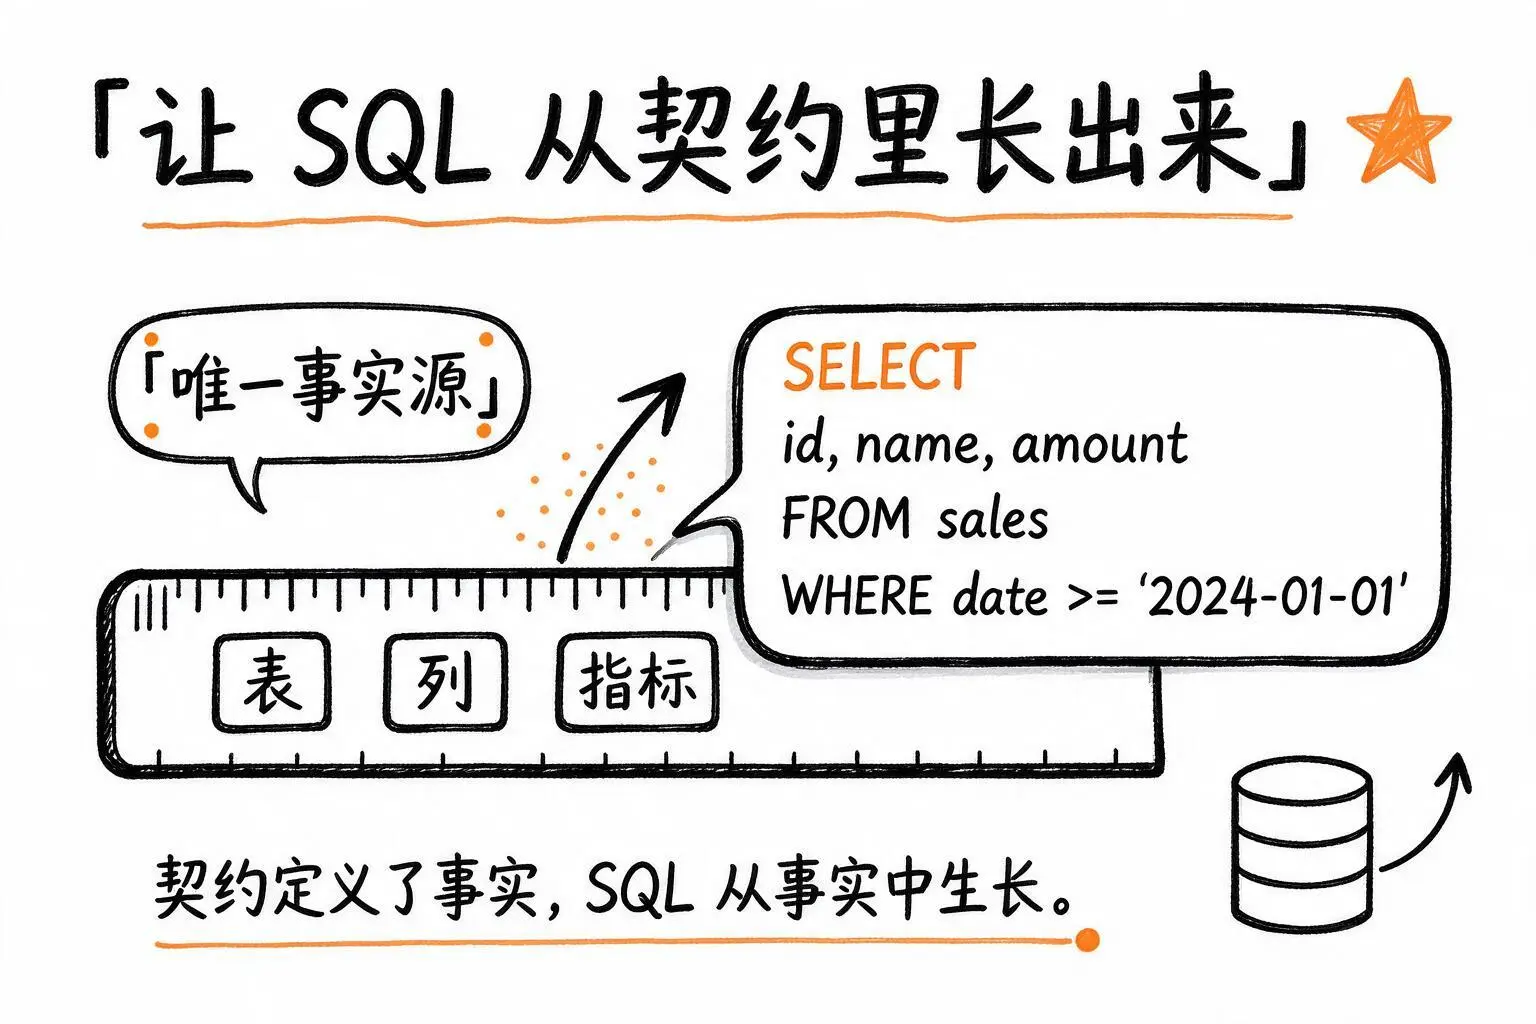 「让 SQL 从契约里长出来」
「唯一事实源」
SELECT
id, name, amount
FROM sales
WHERE date >= ‘2024-01-01’
表
列
指标
契约定义了事实, SQL 从事实中生长。